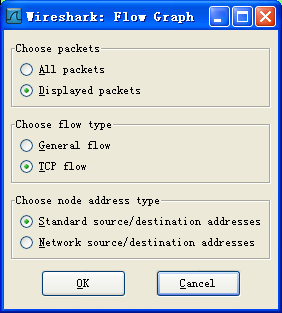 Wireshark: Flow Graph
Choose packets
All packets
Displayed packets
Choose flow type
General flow
TCP flow
Choose node address type
Standard source/destination addresses
Network source/destination addresses
OK Cancel